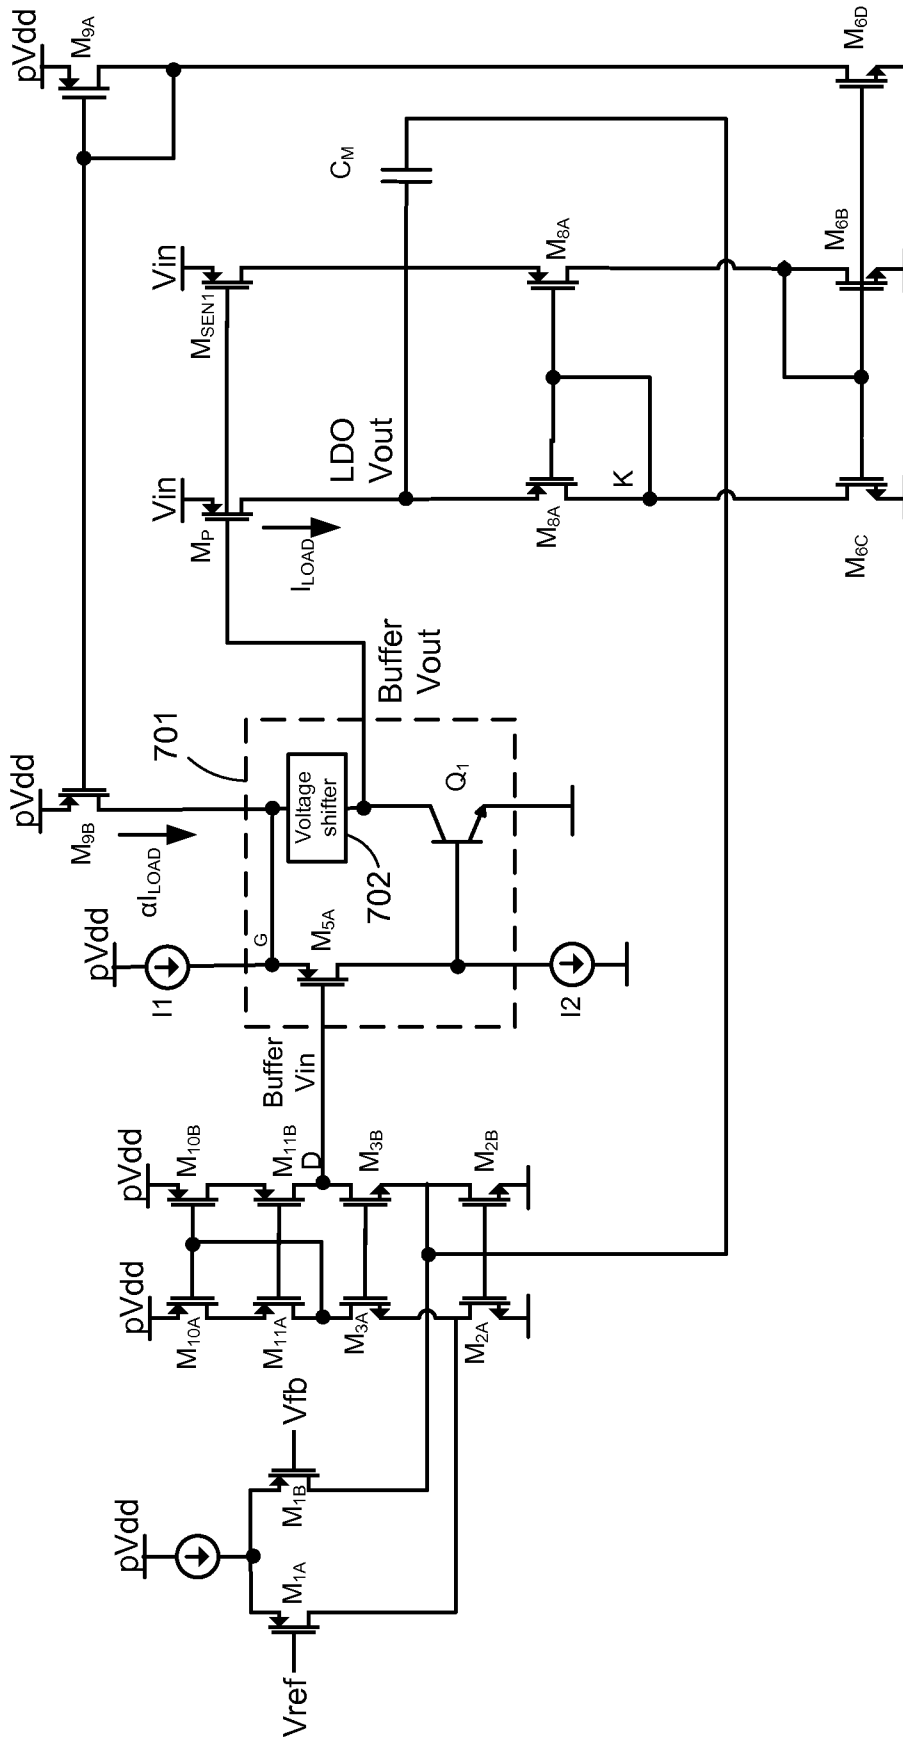 pVdd
pVdd
pVdd
pVdd
pVdd
pVdd
Vin
Vin
M1A
M1B
Vref
Vfb
M10A
M10B
M11A
M11B
D
M3A
M3B
M2A
M2B
Buffer
Vin
I1
I2
G
M5A
αILOAD
M9B
701
Voltage
shifter
702
Q1
Buffer
Vout
MP
ILOAD
LDO
Vout
MSEN1
CM
M8A
M8A
K
M6C
M6B
M6D
M9A